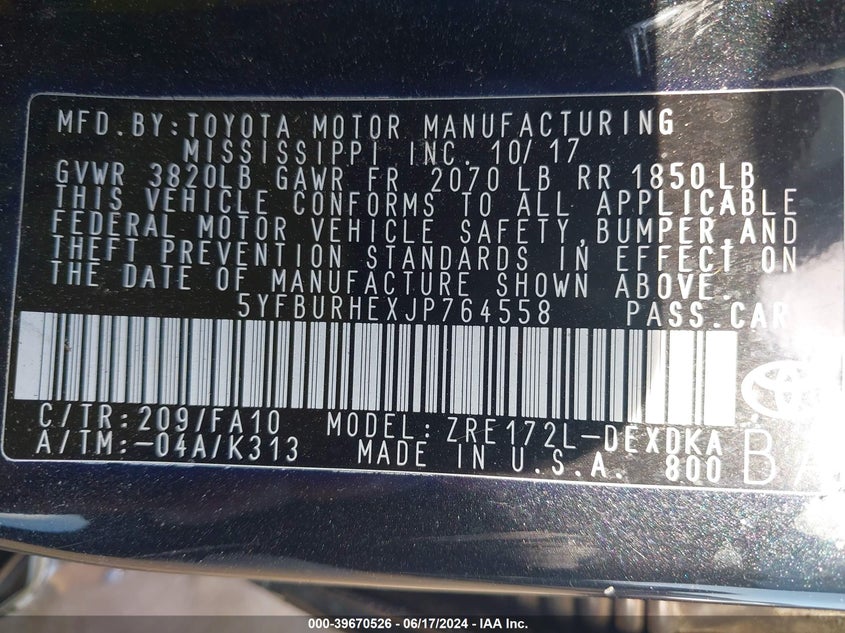 MFD.BY:TOYOTA MOTOR MANUFACTURING
MISSISSIPPI INC. 10/17
GVWR 3820LB GAWR FR 2070 LB RR 1850LB
THIS VEHICLE CONFORMS TO ALL APPLICABLE
FEDERAL MOTOR VEHICLE SAFETY,BUMPER,AND
THEFT PREVENTION STANDARDS IN EFFECT ON
THE DATE OF MANUFACTURE SHOWN ABOVE.
5YFBURHEXJP764558 PASS.CAR
C/TR:209/FA10 MODEL:ZRE172L-DEXDKA
A/TM:-04A/K313 MADE IN U.S.A. 800
000-39670526 - 06/17/2024 - IAA Inc.